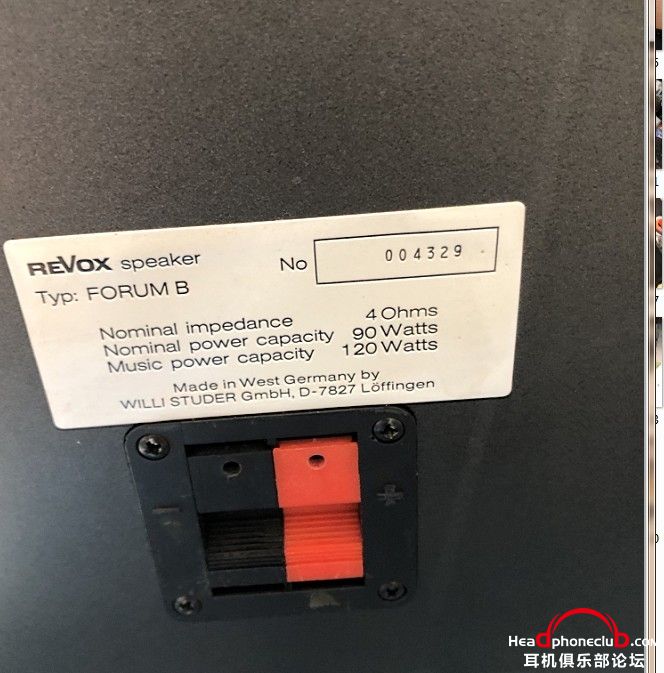 REVOX speaker
No 004329
Typ: FORUM B
Nominal impedance 4 Ohms
Nominal power capacity 90 Watts
Music power capacity 120 Watts
Made in West Germany by
WILLI STUDER GmbH, D-7827 Löffingen
- +
Headphoneclub.com
耳机俱乐部论坛